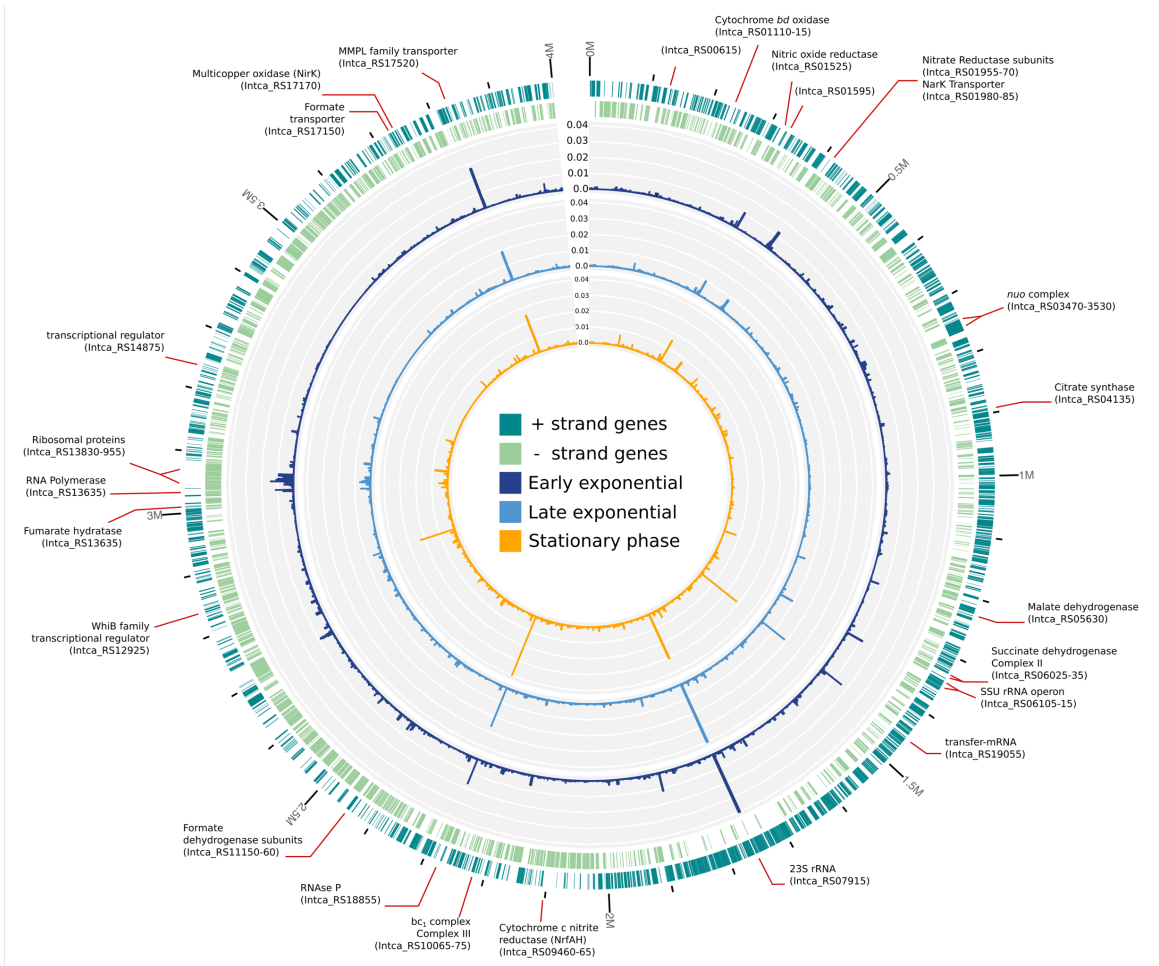 Cytochrome bd oxidase
(Intca_RS01110-15)
(Intca_RS00615)
Nitric oxide reductase
(Intca_RS01525)
(Intca_RS01595)
Nitrate Reductase subunits
(Intca_RS01955-70)
NarK Transporter
(Intca_RS01980-85)
MMPL family transporter
(Intca_RS17520)
Multicopper oxidase (NirK)
(Intca_RS17170)
Formate
transporter
(Intca_RS17150)
4M
0M
0.5M
3.5M
0.04
0.03
0.02
0.01
0.0
0.04
0.03
0.02
0.01
0.0
0.04
0.03
0.02
0.01
0.0
nuo complex
(Intca_RS03470-3530)
transcriptional regulator
(Intca_RS14875)
Citrate synthase
(Intca_RS04135)
+ strand genes
- strand genes
Early exponential
Late exponential
Stationary phase
Ribosomal proteins
(Intca_RS13830-955)
RNA Polymerase
(Intca_RS13635)
1M
3M
Fumarate hydratase
(Intca_RS13635)
WhiB family
transcriptional regulator
(Intca_RS12925)
Malate dehydrogenase
(Intca_RS05630)
Succinate dehydrogenase
Complex II
(Intca_RS06025-35)
SSU rRNA operon
(Intca_RS06105-15)
transfer-mRNA
(Intca_RS19055)
1.5M
2.5M
Formate
dehydrogenase subunits
(Intca_RS11150-60)
23S rRNA
(Intca_RS07915)
RNAse P
(Intca_RS18855)
2M
bc1 complex
Complex III
(Intca_RS10065-75)
Cytochrome c nitrite
reductase (NrfAH)
(Intca_RS09460-65)